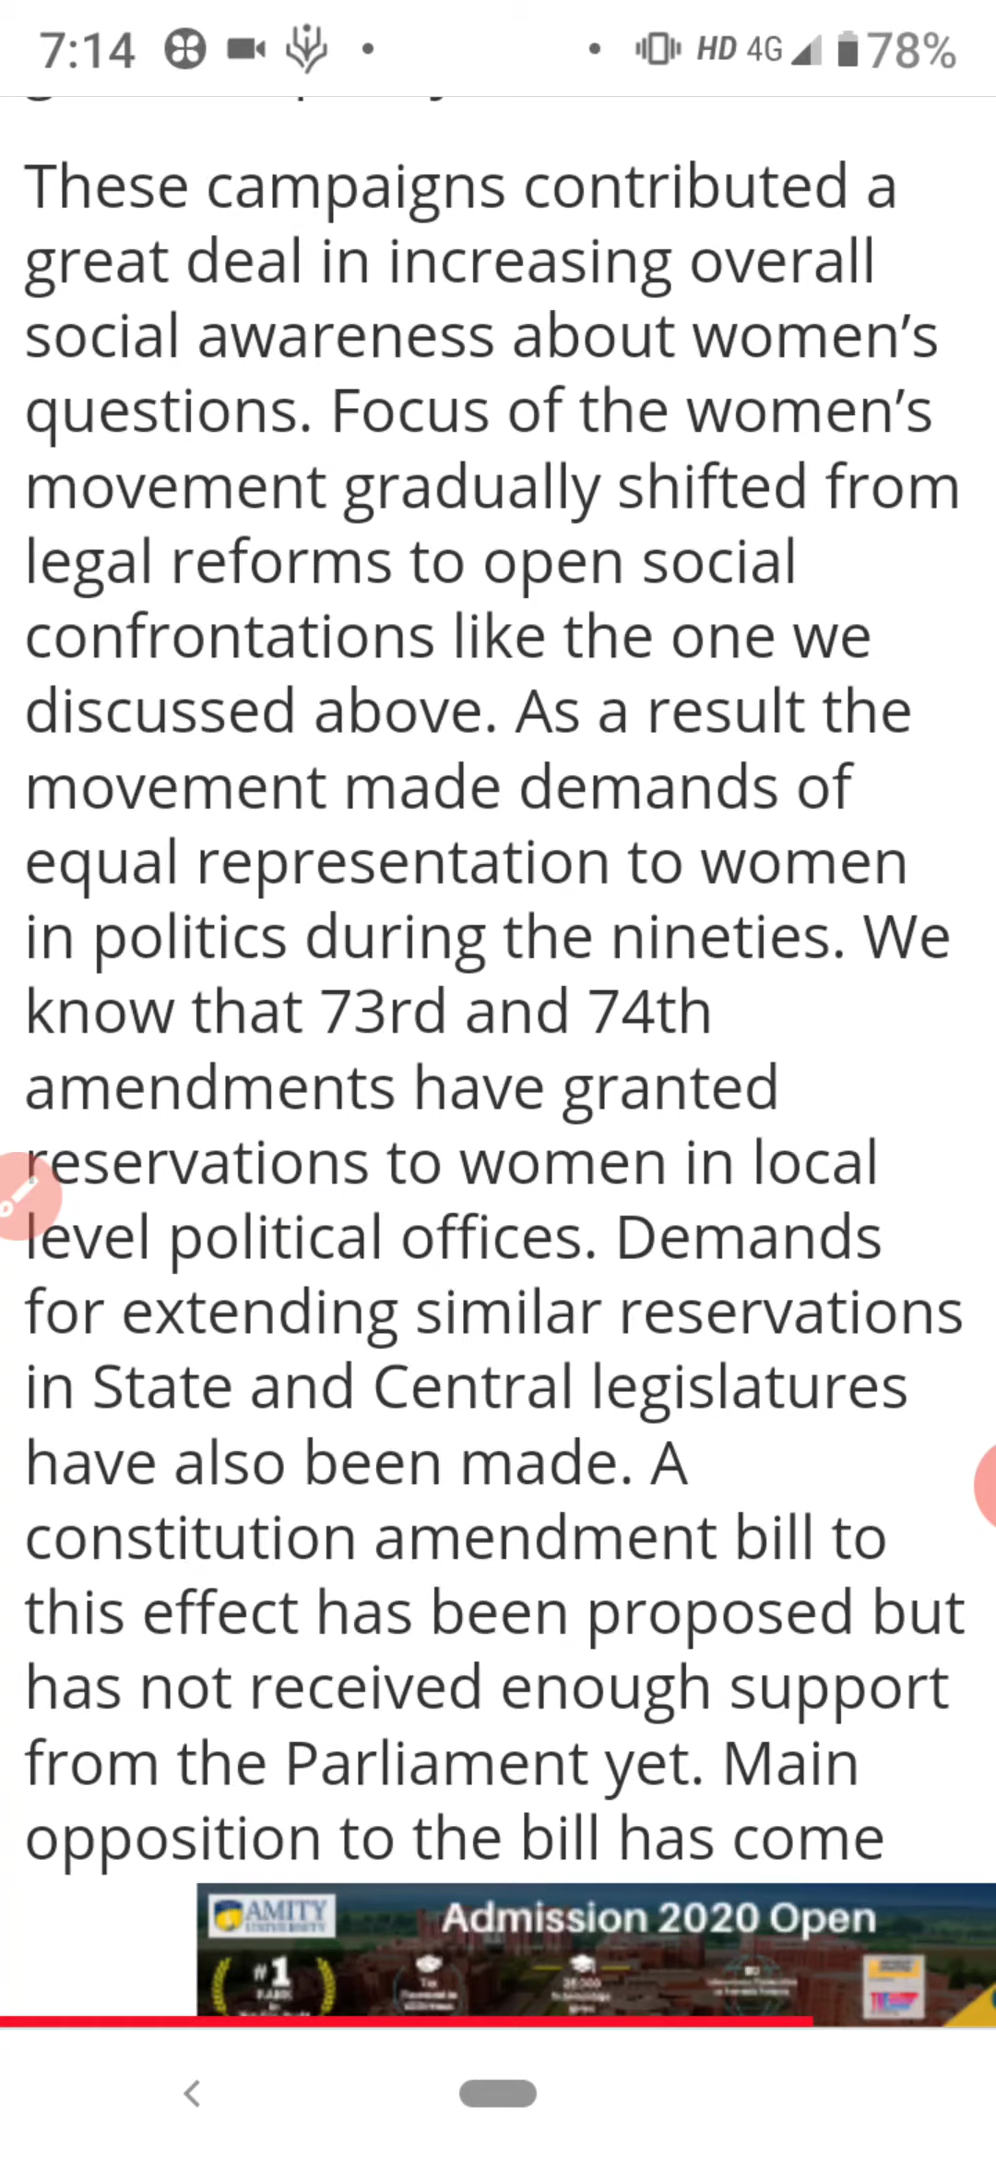 7:14
HD 4G 78%
These campaigns contributed a
great deal in increasing overall
social awareness about women’s
questions. Focus of the women’s
movement gradually shifted from
legal reforms to open social
confrontations like the one we
discussed above. As a result the
movement made demands of
equal representation to women
in politics during the nineties. We
know that 73rd and 74th
amendments have granted
reservations to women in local
level political offices. Demands
for extending similar reservations
in State and Central legislatures
have also been made. A
constitution amendment bill to
this effect has been proposed but
has not received enough support
from the Parliament yet. Main
opposition to the bill has come
AMITY
UNIVERSITY
Admission 2020 Open
#1
RANK